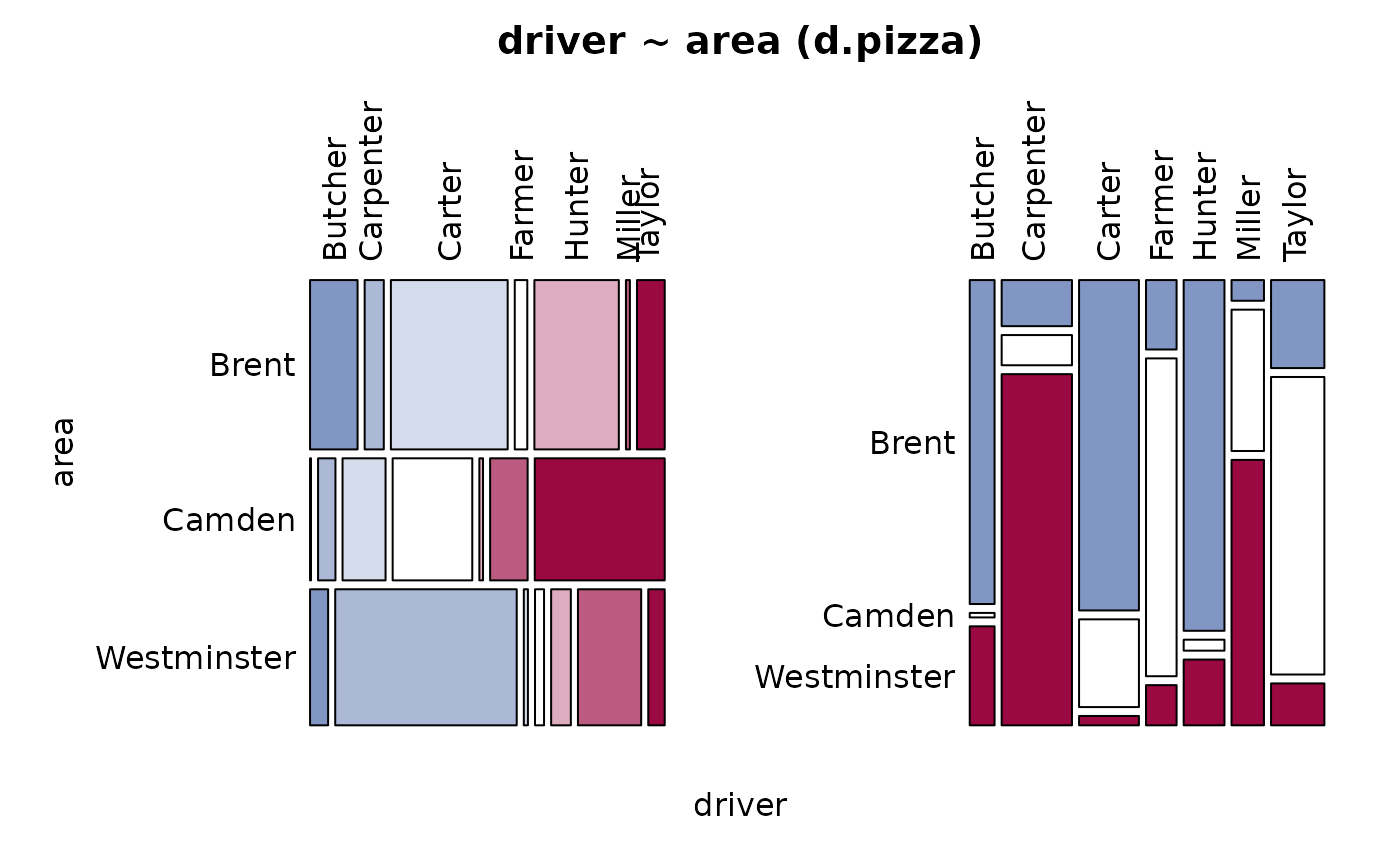 driver ~ area (d.pizza)
Butcher
Carpenter
Carter
Farmer
Hunter
Miller
Taylor
Brent
Camden
Westminster
area
Butcher
Carpenter
Carter
Farmer
Hunter
Miller
Taylor
Brent
Camden
Westminster
driver